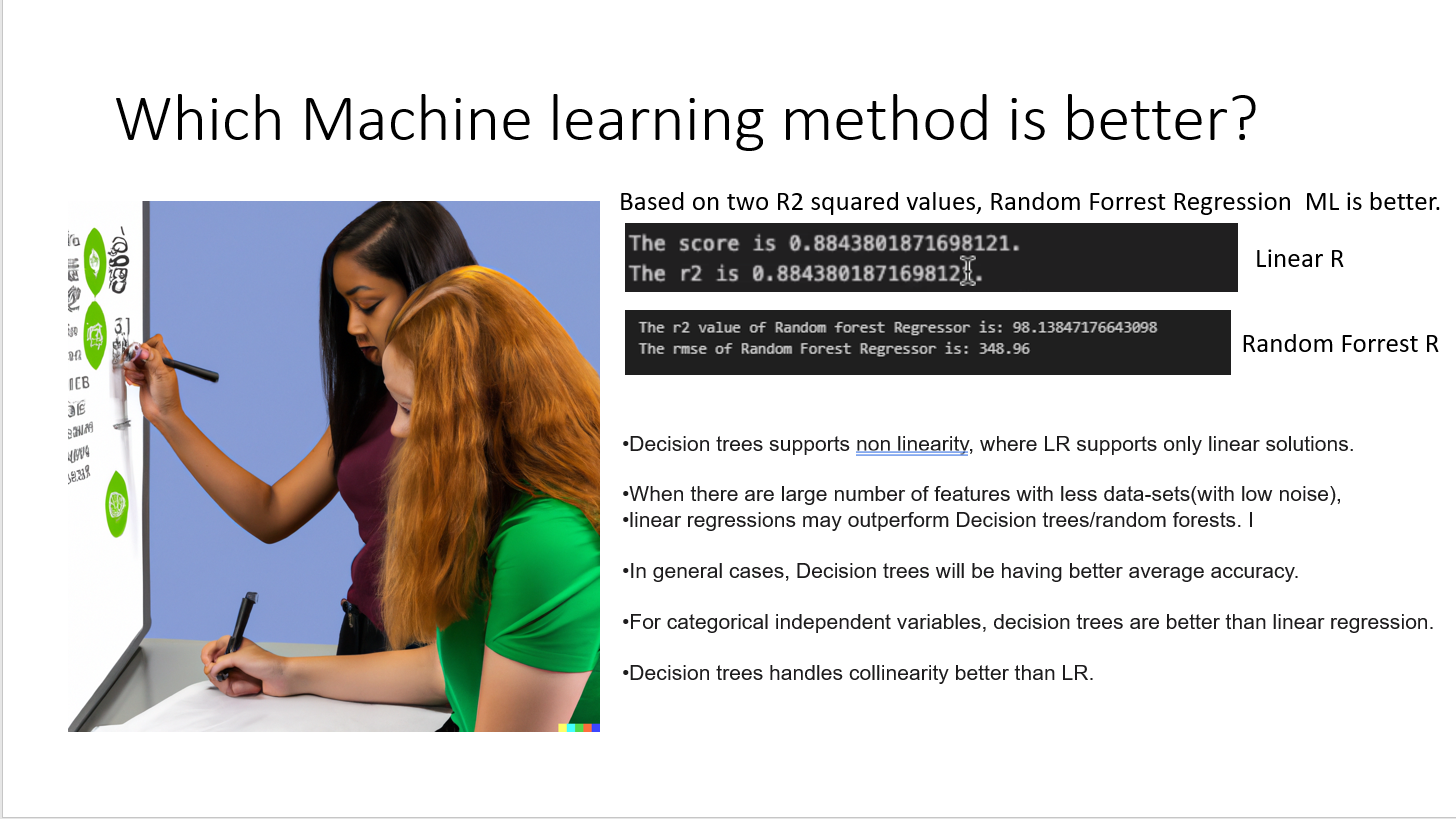 Which Machine learning method is better?
Based on two R2 squared values, Random Forrest Regression  ML is better.
The score is 0.8843801871698121.
The r2 is 0.8843801871698121.
Linear R
The r2 value of Random forest Regressor is: 98.13847176643098
The rmse of Random Forest Regressor is: 348.96
Random Forrest R
•Decision trees supports non linearity, where LR supports only linear solutions.
•When there are large number of features with less data-sets(with low noise),
•linear regressions may outperform Decision trees/random forests. I
•In general cases, Decision trees will be having better average accuracy.
•For categorical independent variables, decision trees are better than linear regression.
•Decision trees handles collinearity better than LR.